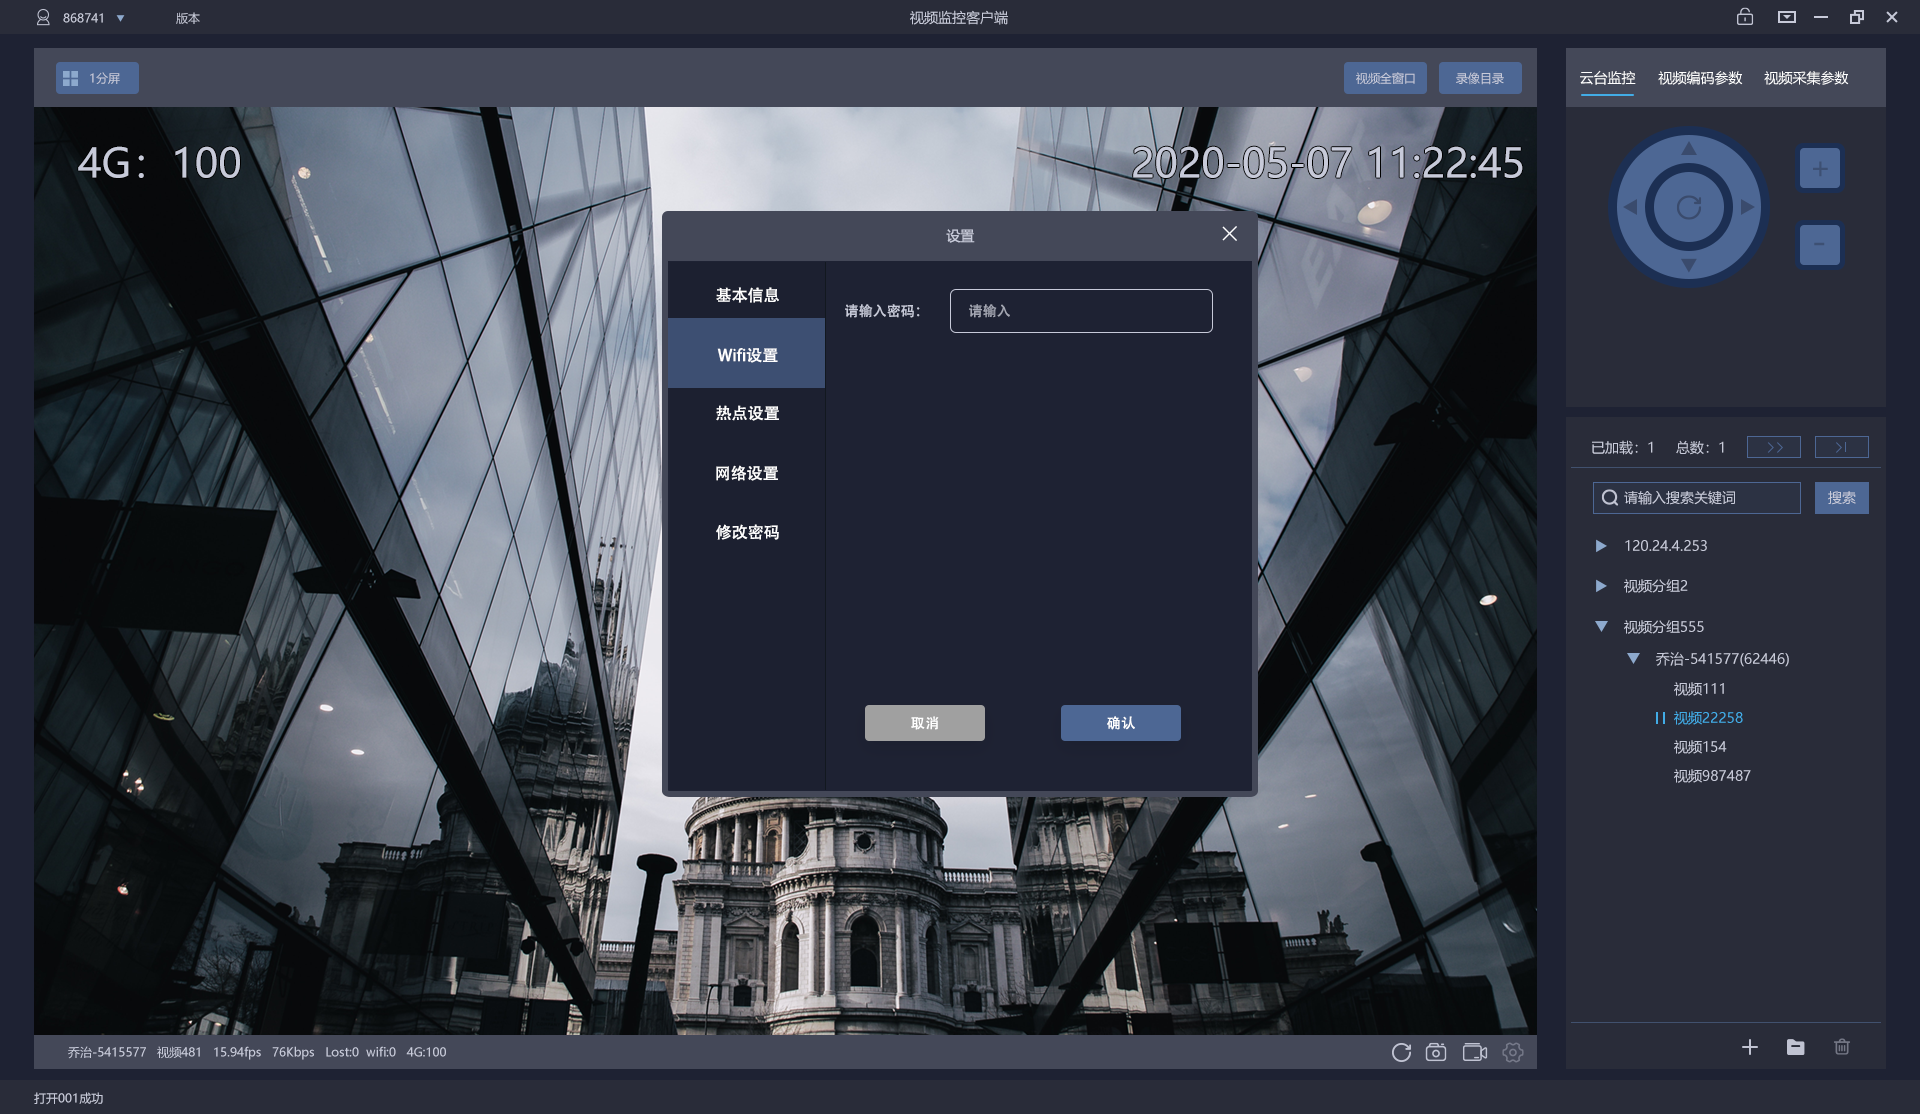 868741
版本
视频监控客户端
1分屏
视频全窗口
录像目录
云台监控
视频编码参数
视频采集参数
4G：100
2020-05-07 11:22:45
设置
基本信息
Wifi设置
热点设置
网络设置
修改密码
请输入密码：
请输入
取消
确认
已加载：1
总数：1
请输入搜索关键词
搜索
120.24.4.253
视频分组2
视频分组555
乔治-541577(62446)
视频111
视频22258
视频154
视频987487
乔治-5415577 视频481 15.94fps 76Kbps Lost:0 wifi:0 4G:100
打开001成功